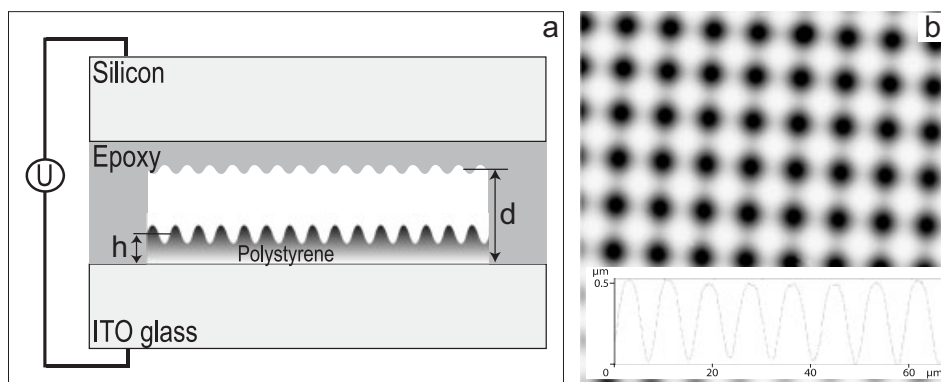 a
Silicon
Epoxy
U
d
h
Polystyrene
ITO glass
b
µm
0.5
0
20
40
60
µm